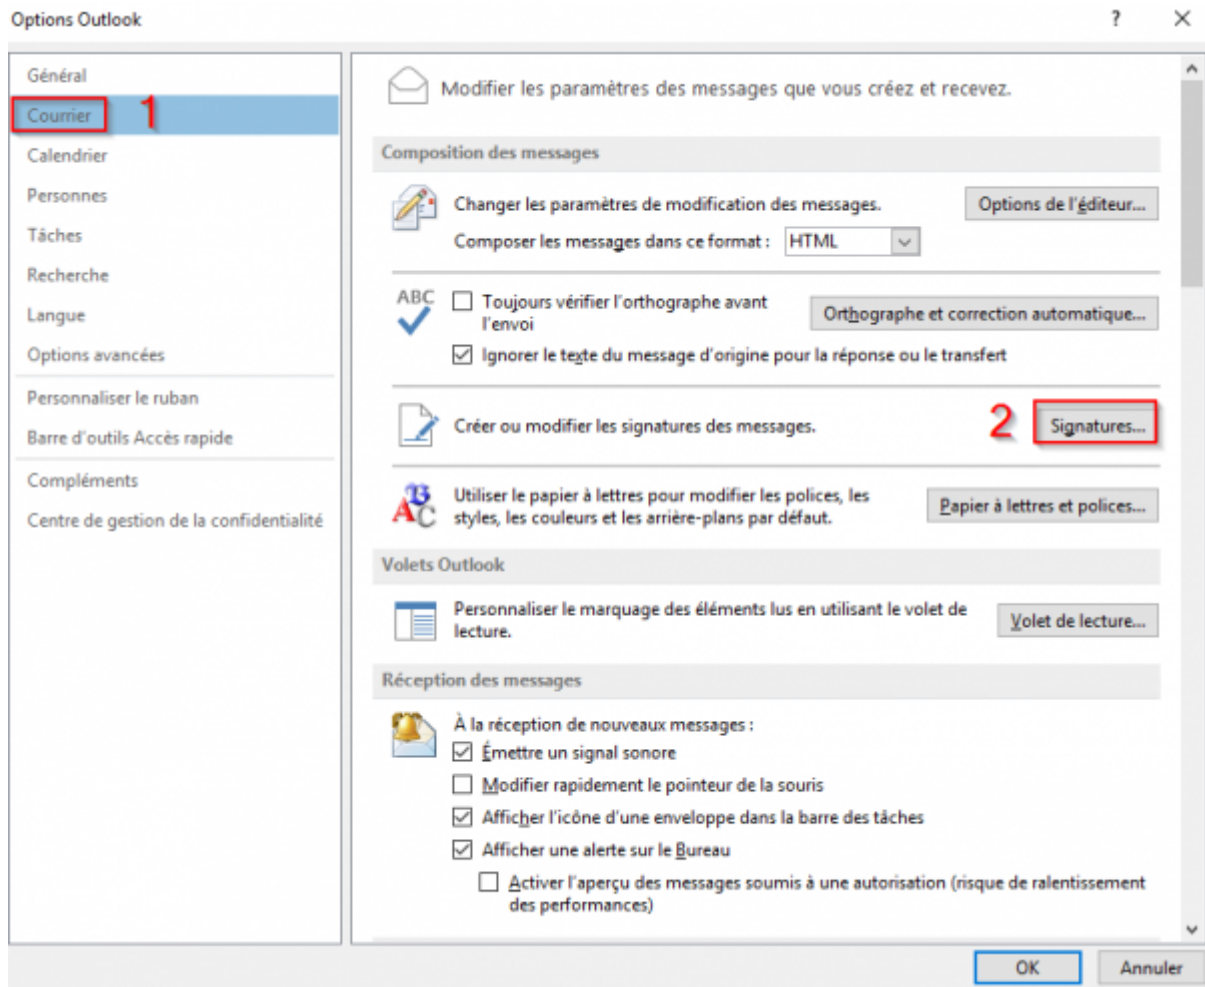 Options Outlook
?
Général
Courrier
1
Calendrier
Personnes
Tâches
Recherche
Langue
Options avancées
Personnaliser le ruban
Barre d'outils Accès rapide
Compléments
Centre de gestion de la confidentialité
Modifier les paramètres des messages que vous créez et recevez.
Composition des messages
Changer les paramètres de modification des messages.
Options de l'éditeur...
Composer les messages dans ce format :
HTML
ABC
Toujours vérifier l'orthographe avant
l'envoi
Orthographe et correction automatique...
Ignorer le texte du message d'origine pour la réponse ou le transfert
Créer ou modifier les signatures des messages.
2
Signatures...
Utiliser le papier à lettres pour modifier les polices, les
styles, les couleurs et les arrière-plans par défaut.
Papier à lettres et polices...
Volets Outlook
Personnaliser le marquage des éléments lus en utilisant le volet de
lecture.
Volet de lecture...
Réception des messages
À la réception de nouveaux messages :
Émettre un signal sonore
Modifier rapidement le pointeur de la souris
Afficher l'icône d'une enveloppe dans la barre des tâches
Afficher une alerte sur le Bureau
Activer l'aperçu des messages soumis à une autorisation (risque de ralentissement
des performances)
OK
Annuler